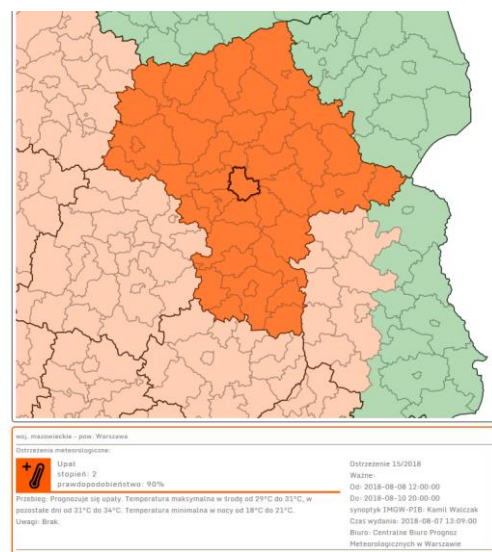 woj. mazowieckie - pow. Warszawa
Ostrzeżenia meteorologiczne:
Upał
stopień: 2
prawdopodobieństwo: 90%
Przebieg: Prognozuje się upały. Temperatura maksymalna w środę od 29°C do 31°C, w
pozostałe dni od 31°C do 34°C. Temperatura minimalna w nocy od 18°C do 21°C.
Uwagi: Brak.
Ostrzeżenie 15/2018
Ważne:
Od: 2018-08-08 12:00:00
Do: 2018-08-10 20:00:00
synoptyk IMGW-PIB: Kamil Walczak
Czas wydania: 2018-08-07 13:09:00
Biuro: Centralne Biuro Prognoz
Meteorologicznych w Warszawie